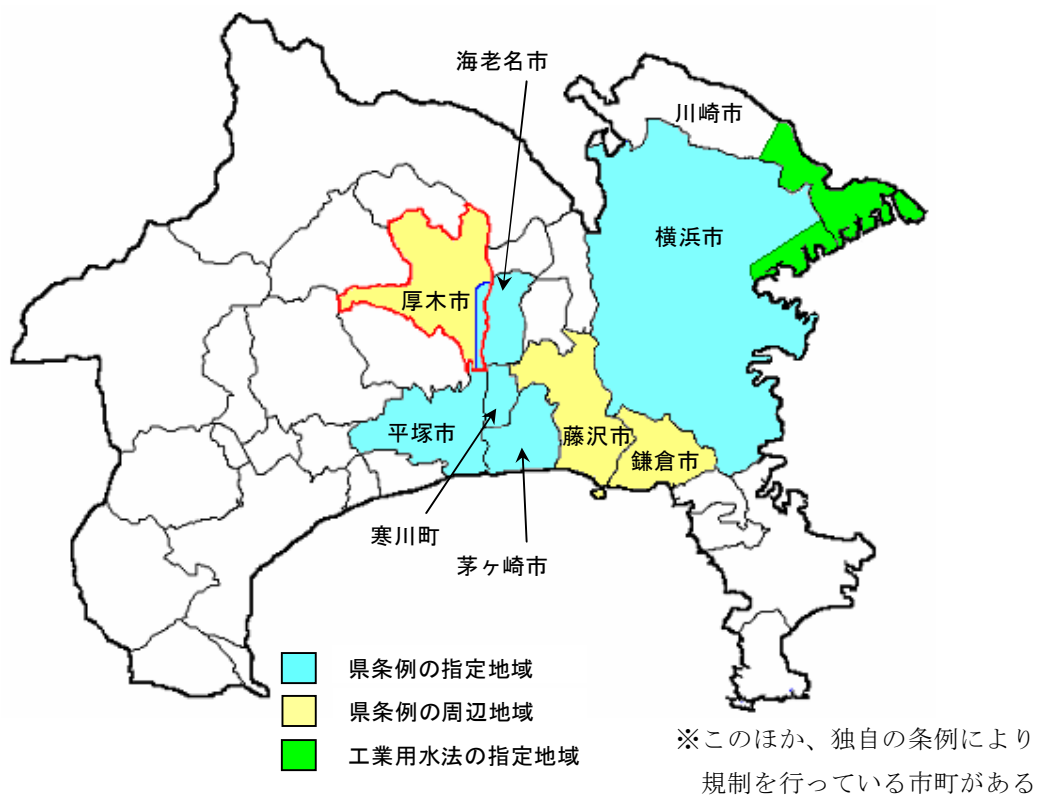 海老名市
川崎市
横浜市
厚木市
平塚市
藤沢市
鎌倉市
寒川町
茅ヶ崎市
県条例の指定地域
県条例の周辺地域
工業用水法の指定地域
※このほか、独自の条例により
規制を行っている市町がある